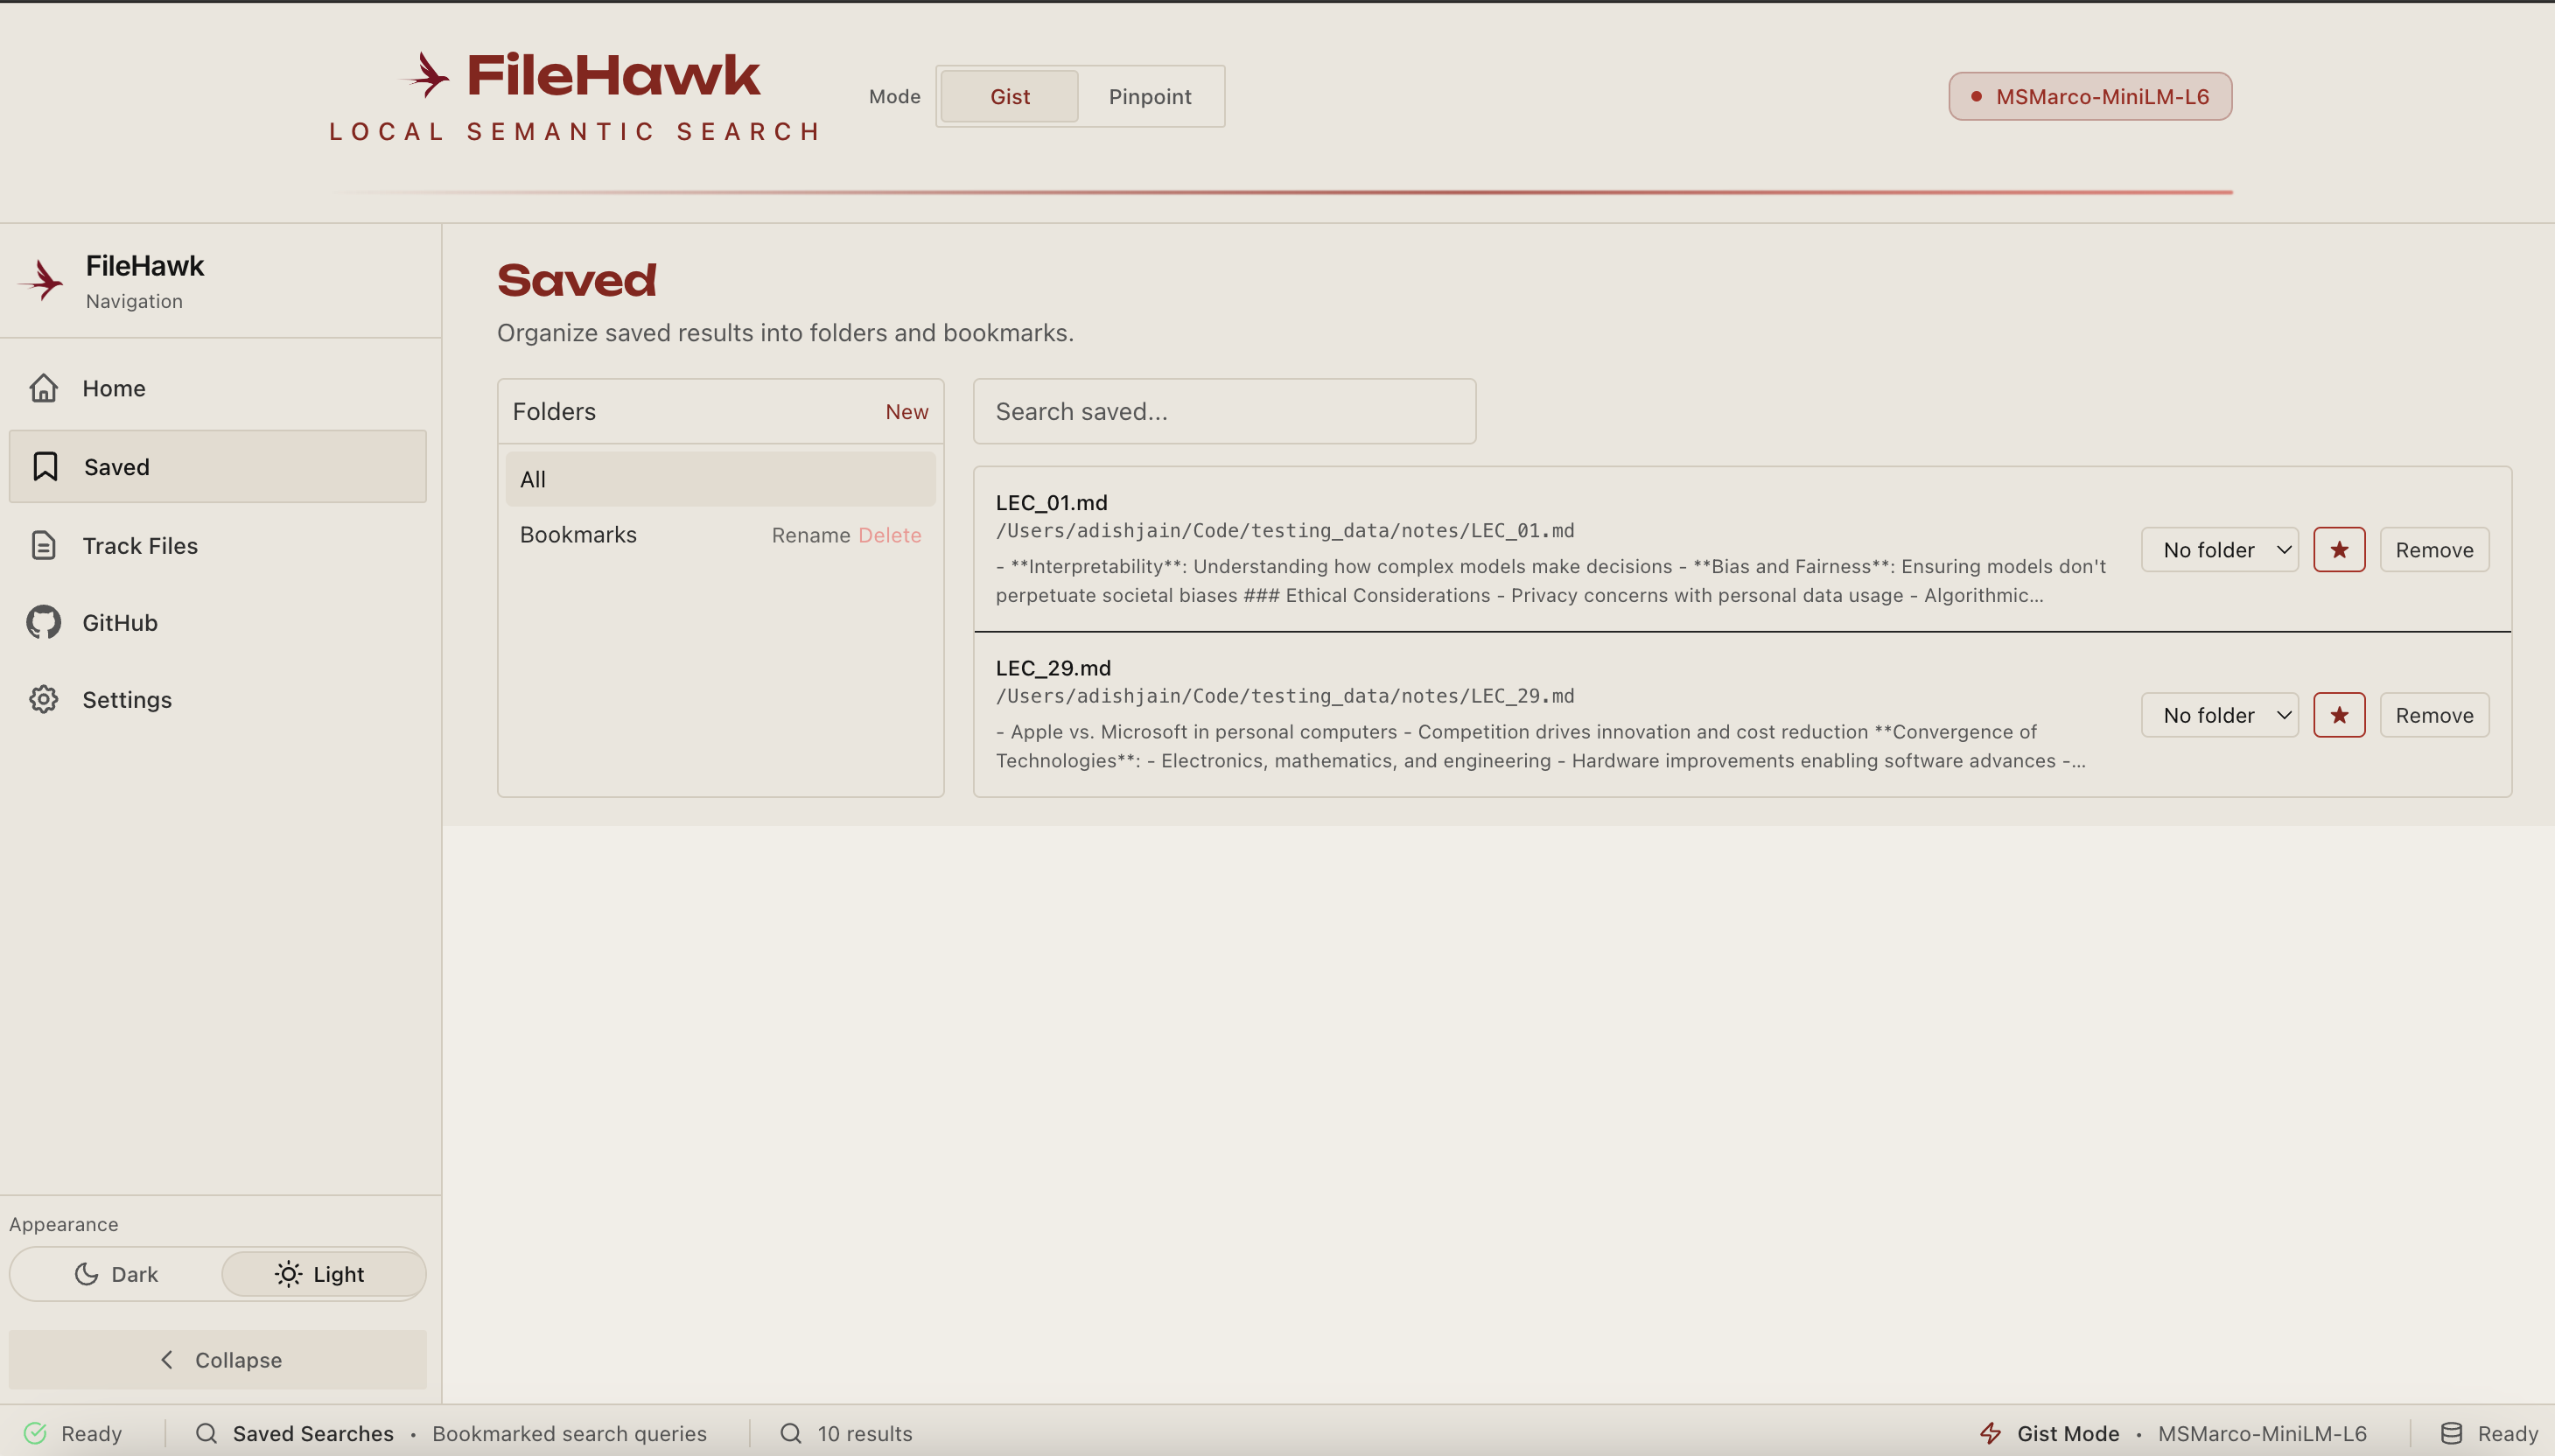 FileHawk
LOCAL SEMANTIC SEARCH
Mode
Gist
Pinpoint
MSMarco-MiniLM-L6
FileHawk
Navigation
Home
Saved
Track Files
GitHub
Settings
Appearance
Dark
Light
Collapse
Saved
Organize saved results into folders and bookmarks.
Folders
New
All
Bookmarks
Rename
Delete
Search saved...
LEC_01.md
/Users/adishjain/Code/testing_data/notes/LEC_01.md
- **Interpretability**: Understanding how complex models make decisions - **Bias and Fairness**: Ensuring models don't
perpetuate societal biases ### Ethical Considerations - Privacy concerns with personal data usage - Algorithmic...
No folder
Remove
LEC_29.md
/Users/adishjain/Code/testing_data/notes/LEC_29.md
- Apple vs. Microsoft in personal computers - Competition drives innovation and cost reduction **Convergence of
Technologies**: - Electronics, mathematics, and engineering - Hardware improvements enabling software advances -...
No folder
Remove
Ready
Saved Searches • Bookmarked search queries
10 results
Gist Mode • MSMarco-MiniLM-L6
Ready